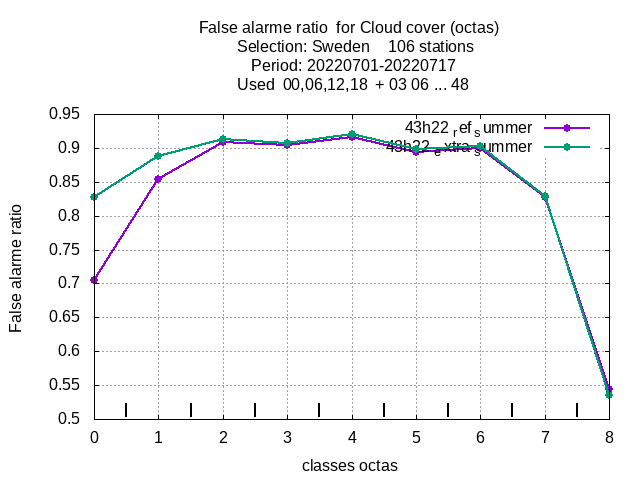 False alarme ratio  for Cloud cover (octas)
Selection: Sweden    106 stations
Period: 20220701-20220717
Used  00,06,12,18  + 03 06 ... 48
0.95
0.9
0.85
0.8
0.75
0.7
0.65
0.6
0.55
0.5
False alarme ratio
43h22_ref_summer
43h22_extra_summer
0 1 2 3 4 5 6 7 8
classes octas